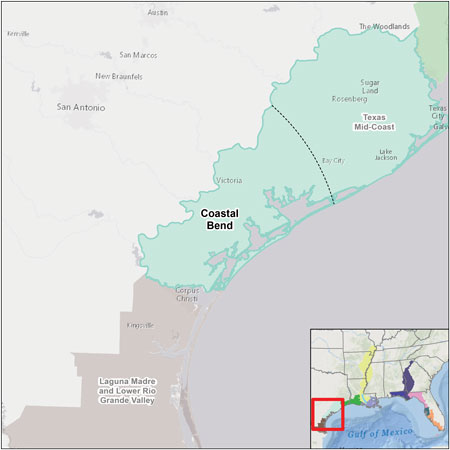 Austin
The Woodlands
Kerrville
San Marcos
New Braunfels
Sugar
Land
Rosenberg
San Antonio
Texas
City
Texas
Mid-Coast
Galv
Bay City
Lake
Jackson
Victoria
Coastal
Bend
Corpus
Christi
Kingsville
Laguna Madre
and Lower Rio
Grande Valley
Gulf of Mexico